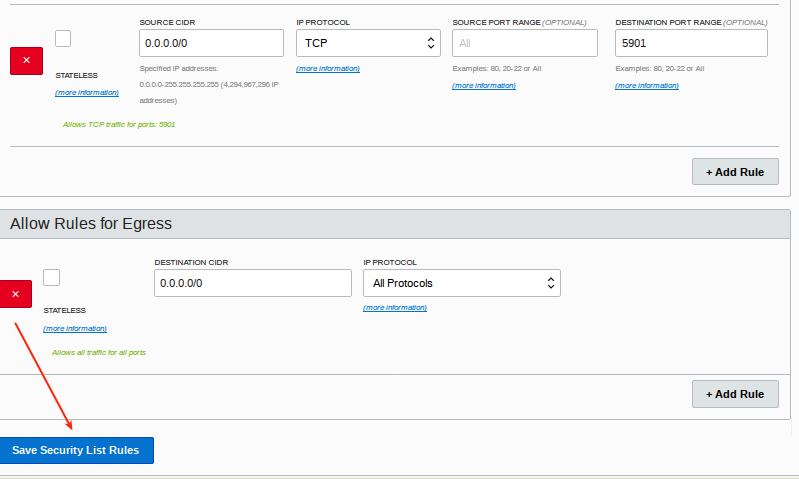 SOURCE CIDR
IP PROTOCOL
SOURCE PORT RANGE (OPTIONAL)
DESTINATION PORT RANGE (OPTIONAL)
×
STATELESS
(more information)
0.0.0.0/0
TCP
All
5901
Specified IP addresses:
0.0.0.0-255.255.255.255 (4,294,967,296 IP
addresses)
(more information)
Examples: 80, 20-22 or All
(more information)
Examples: 80, 20-22 or All
(more information)
Allows TCP traffic for ports: 5901
+ Add Rule
Allow Rules for Egress
DESTINATION CIDR
IP PROTOCOL
×
STATELESS
(more information)
0.0.0.0/0
All Protocols
(more information)
Allows all traffic for all ports
+ Add Rule
Save Security List Rules